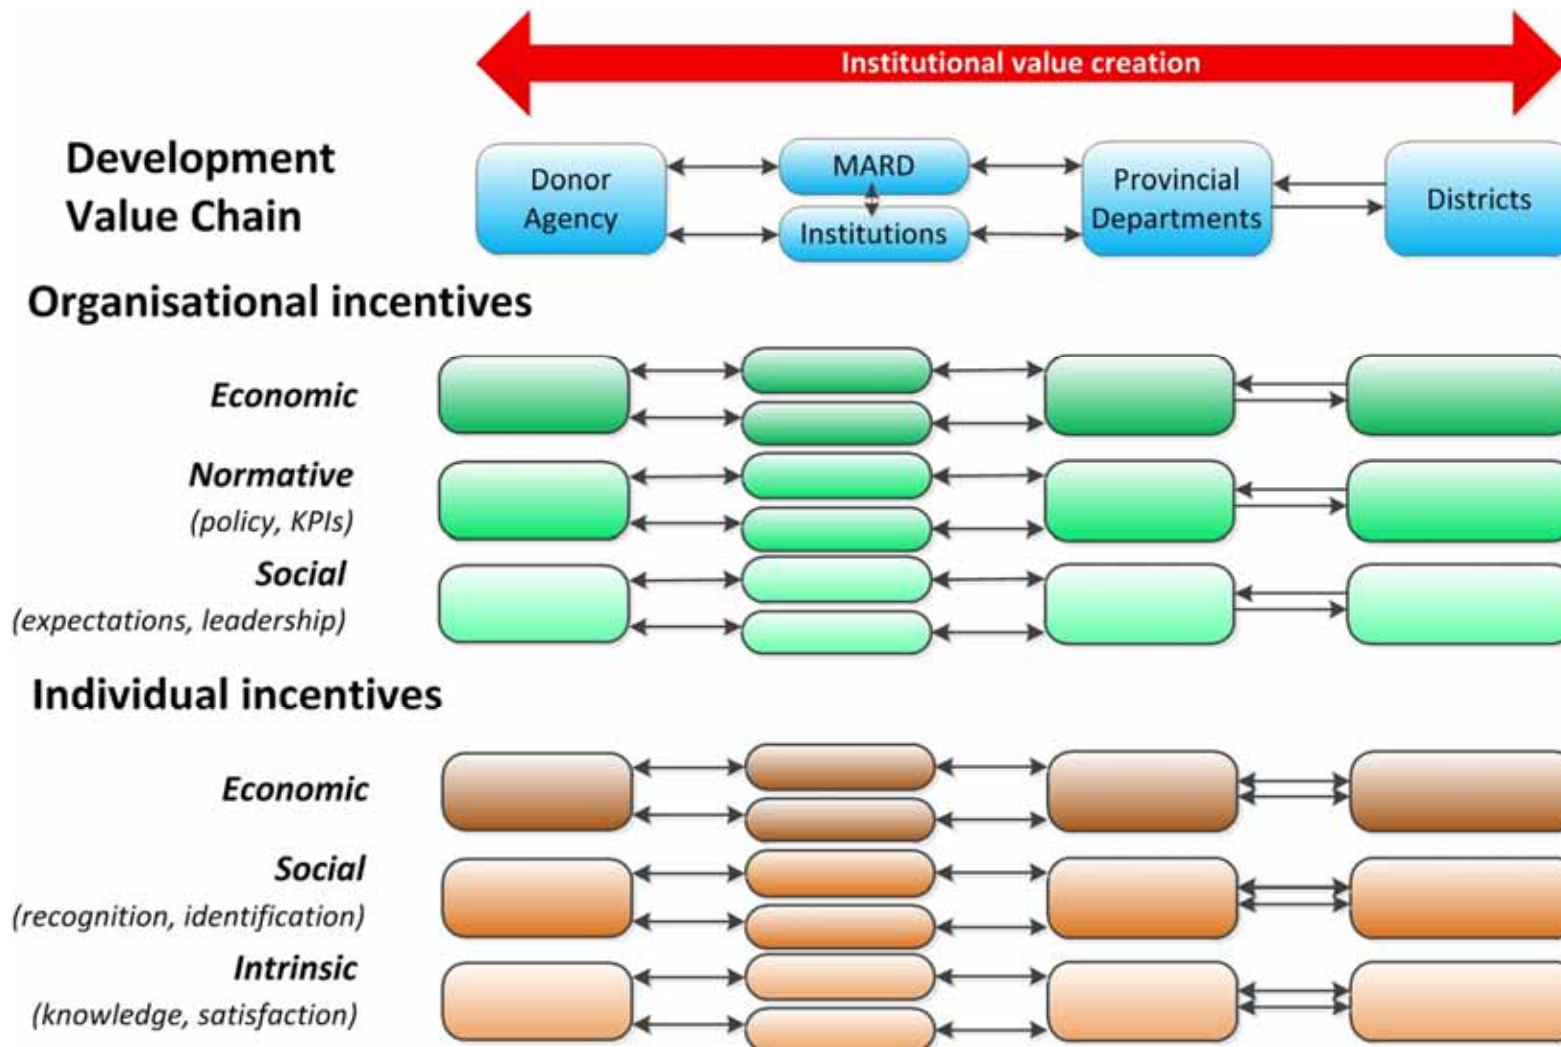 Institutional value creation
Development
Value Chain
Donor
Agency
MARD
Institutions
Provincial
Departments
Districts
Organisational incentives
Economic
Normative
(policy, KPIs)
Social
(expectations, leadership)
Individual incentives
Economic
Social
(recognition, identification)
Intrinsic
(knowledge, satisfaction)